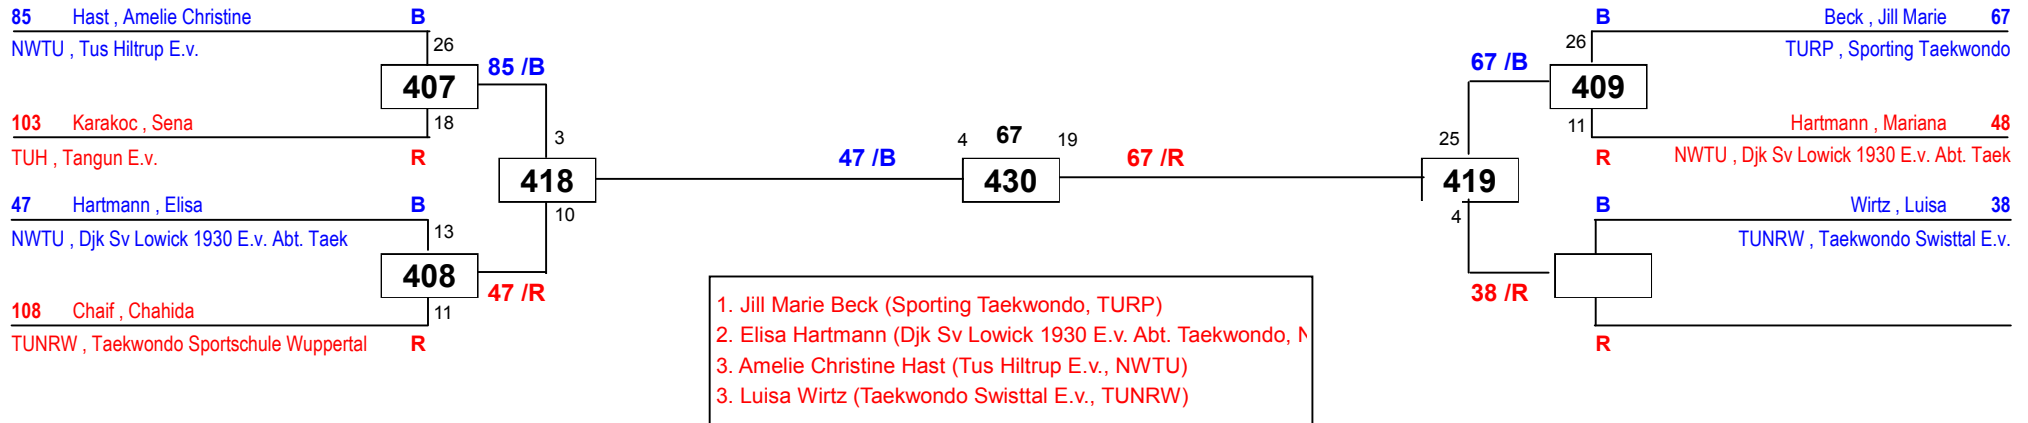 85 Hast , Amelie Christine B
NWTU , Tus Hiltrup E.v.
26
407
85 /B
18
103 Karakoc , Sena
TUH , Tangun E.v. R
3
418
10
47 Hartmann , Elisa B
NWTU , Djk Sv Lowick 1930 E.v. Abt. Taek
13
408
47 /R
11
108 Chaif , Chahida
TUNRW , Taekwondo Sportschule Wuppertal R
47 /B
4 67 19
430
67 /R
B Beck , Jill Marie 67
TURP , Sporting Taekwondo
26
67 /B
409
11
Hartmann , Mariana 48
R NWTU , Djk Sv Lowick 1930 E.v. Abt. Taek
25
419
4
B Wirtz , Luisa 38
TUNRW , Taekwondo Swisttal E.v.
38 /R
R
1. Jill Marie Beck (Sporting Taekwondo, TURP)
2. Elisa Hartmann (Djk Sv Lowick 1930 E.v. Abt. Taekwondo, N
3. Amelie Christine Hast (Tus Hiltrup E.v., NWTU)
3. Luisa Wirtz (Taekwondo Swisttal E.v., TUNRW)